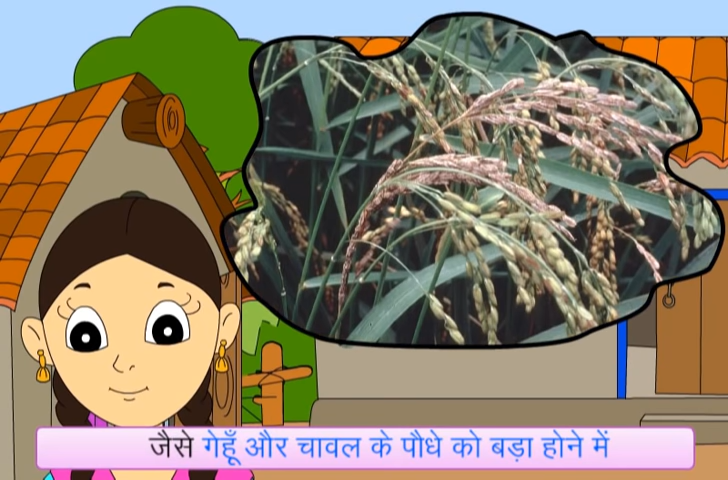 जैसे गेहूँ और चावल के पौधे को बड़ा होने में